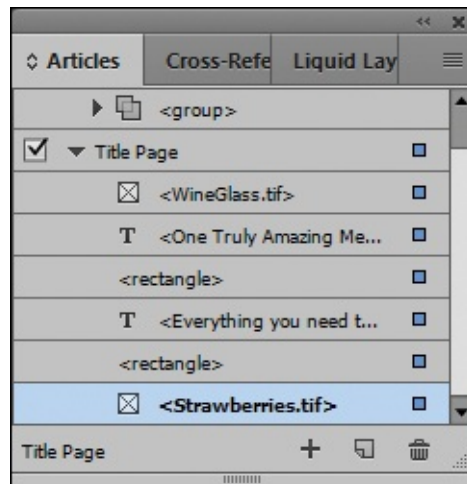 Articles Cross-Refe Liquid Lay
<group>
Title Page
<WineGlass.tif>
T <One Truly Amazing Me...
<rectangle>
T <Everything you need t...
<rectangle>
<Strawberries.tif>
Title Page